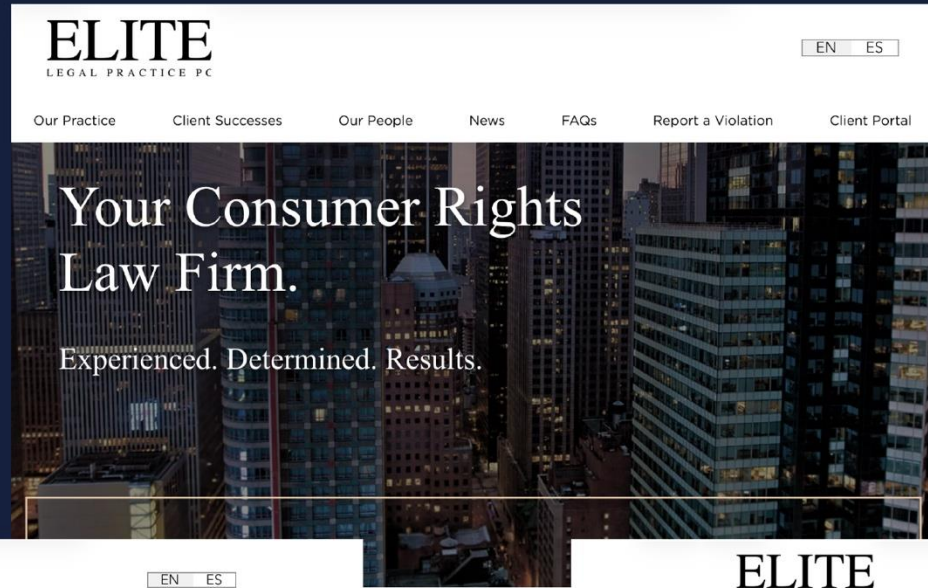 ELITE
LEGAL PRACTICE PC
EN ES
Our Practice Client Successes Our People News FAQs Report a Violation Client Portal
Your Consumer Rights
Law Firm.
Experienced. Determined. Results.
EN ES
ELITE